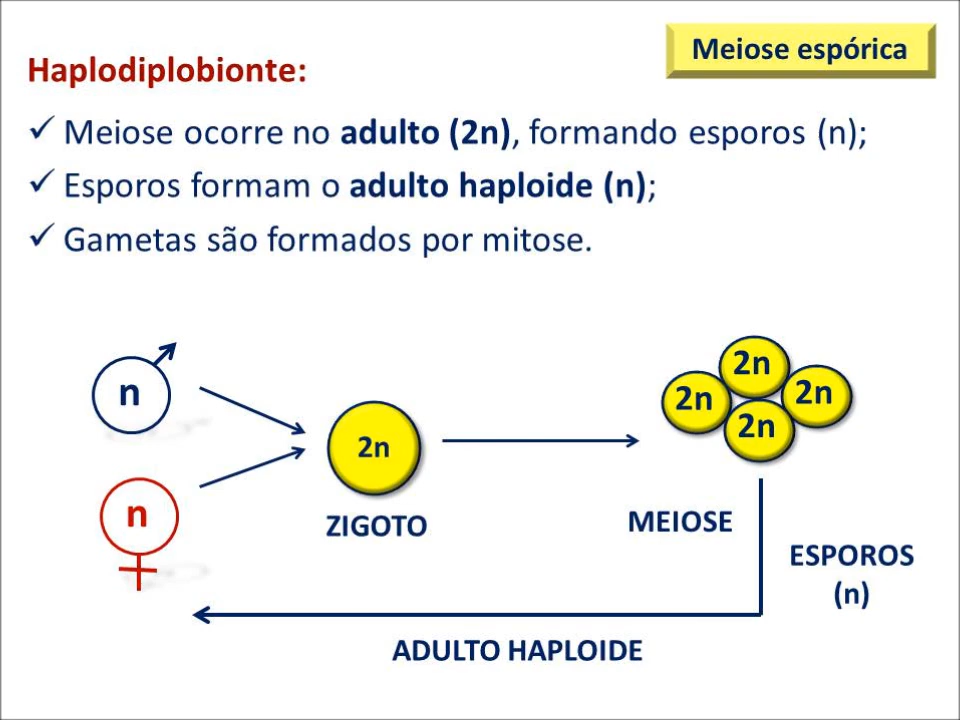 Meiose espórica
Haplodiplobionte:
✓ Meiose ocorre no adulto (2n), formando esporos (n);
✓ Esporos formam o adulto haploide (n);
✓ Gametas são formados por mitose.
n
n
2n
ZIGOTO
2n
2n
2n
2n
MEIOSE
ESPOROS
(n)
ADULTO HAPLOIDE